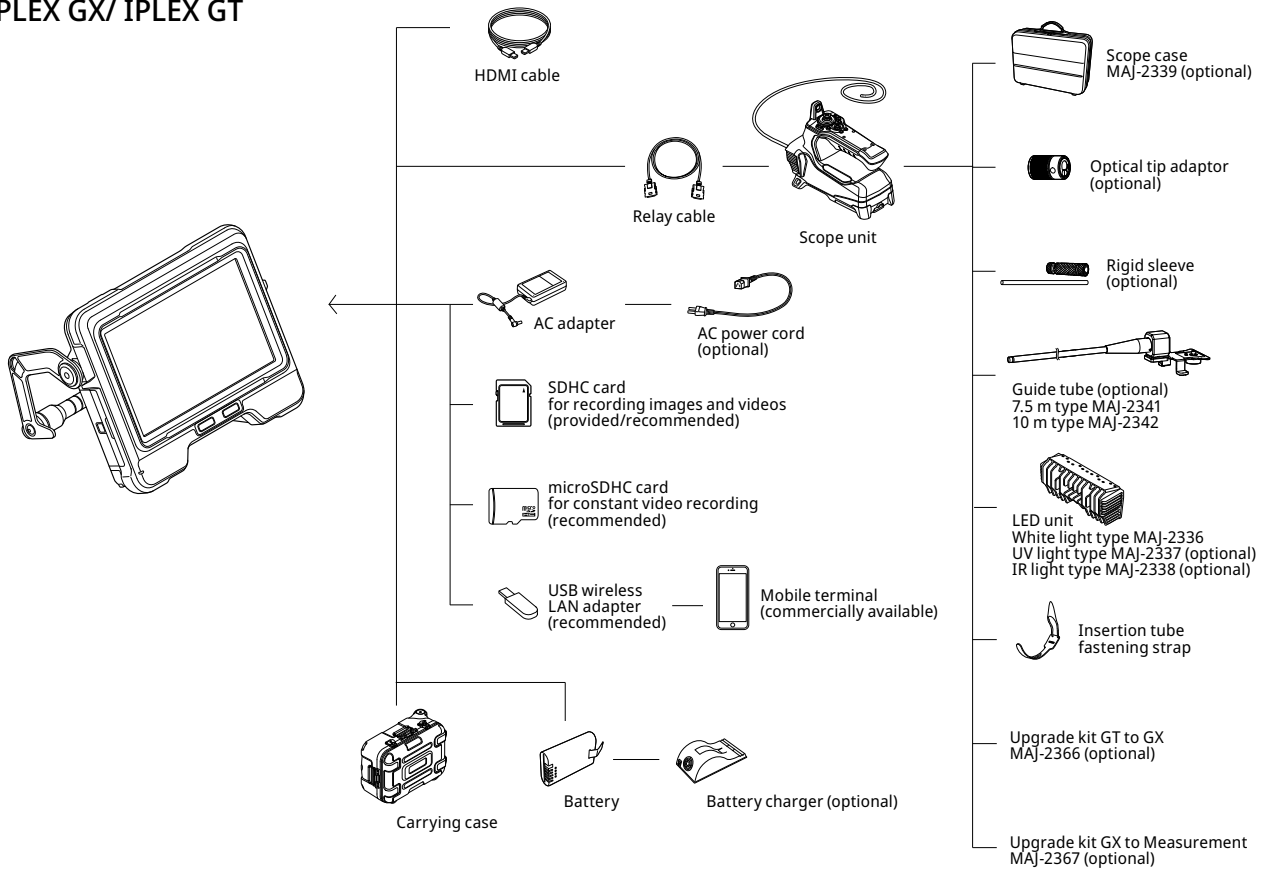 PLEX GX/ IPLEX GT
HDMI cable
Relay cable
Scope unit
AC adapter
AC power cord
(optional)
SDHC card
for recording images and videos
(provided/recommended)
microSDHC card
for constant video recording
(recommended)
USB wireless
LAN adapter
(recommended)
Mobile terminal
(commercially available)
Carrying case
Battery
Battery charger (optional)
Scope case
MAJ-2339 (optional)
Optical tip adaptor
(optional)
Rigid sleeve
(optional)
Guide tube (optional)
7.5 m type MAJ-2341
10 m type MAJ-2342
LED unit
White light type MAJ-2336
UV light type MAJ-2337 (optional)
IR light type MAJ-2338 (optional)
Insertion tube
fastening strap
Upgrade kit GT to GX
MAJ-2366 (optional)
Upgrade kit GX to Measurement
MAJ-2367 (optional)